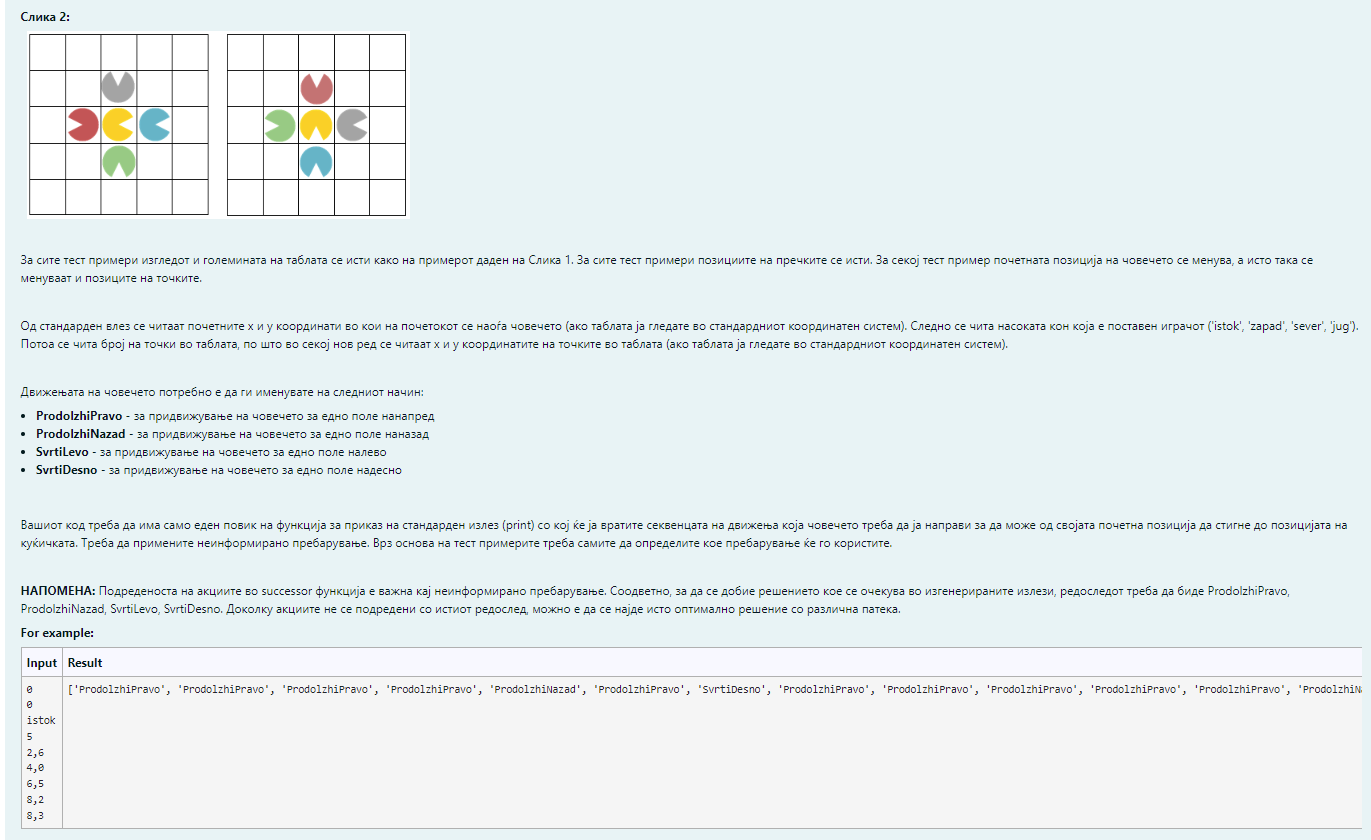 Слика 2:
За сите тест примери изгледот и големината на таблата се исти како на примерот даден на Слика 1. За сите тест примери позициите на пречките се исти. За секој тест пример почетната позиција на човечето се менува, а исто така се
менуваат и позиците на точките.
Од стандарден влез се читаат почетните x и y координати во кои на почетокот се наоѓа човечето (ако таблата ја гледате во стандардниот координатен систем). Следно се чита насоката кон која е поставен играчот ('istok', 'zapad', 'sever', 'jug').
Потоа се чита број на точки во таблата, по што во секој нов ред се читаат x и y координатите на точките во таблата (ако таблата ја гледате во стандардниот координатен систем).
Движењата на човечето потребно е да ги именувате на следниот начин:
• ProdolzhiPravo - за придвижување на човечето за едно поле нанапред
• ProdolzhiNazad - за придвижување на човечето за едно поле наназад
• SvrtiLevo - за придвижување на човечето за едно поле налево
• SvrtiDesno - за придвижување на човечето за едно поле надесно
Вашиот код треба да има само еден повик на функција за приказ на стандарден излез (print) со кој ќе ја вратите секвенцата на движења која човечето треба да ја направи за да може од својата почетна позиција да стигне до позицијата на
куќичката. Треба да примените неинформирано пребарување. Врз основа на тест примерите треба самите да определите кое пребарување ќе го користите.
НАПОМЕНА: Подреденоста на акциите во successor функција е важна кај неинформирано пребарување. Соодветно, за да се добие решението кое се очекува во изгенерираните излези, редоследот треба да биде ProdolzhiPravo,
ProdolzhiNazad, SvrtiLevo, SvrtiDesno. Доколку акциите не се подредени со истиот редослед, можно е да се најде исто оптимално решение со различна патека.
For example:
Input Result
0 ['ProdolzhiPravo', 'ProdolzhiPravo', 'ProdolzhiPravo', 'ProdolzhiPravo', 'ProdolzhiNazad', 'ProdolzhiPravo', 'SvrtiDesno', 'ProdolzhiPravo', 'ProdolzhiPravo', 'ProdolzhiPravo', 'ProdolzhiPravo', 'ProdolzhiPravo',
0
istok
5
2,6
4,0
6,5
8,2
8,3